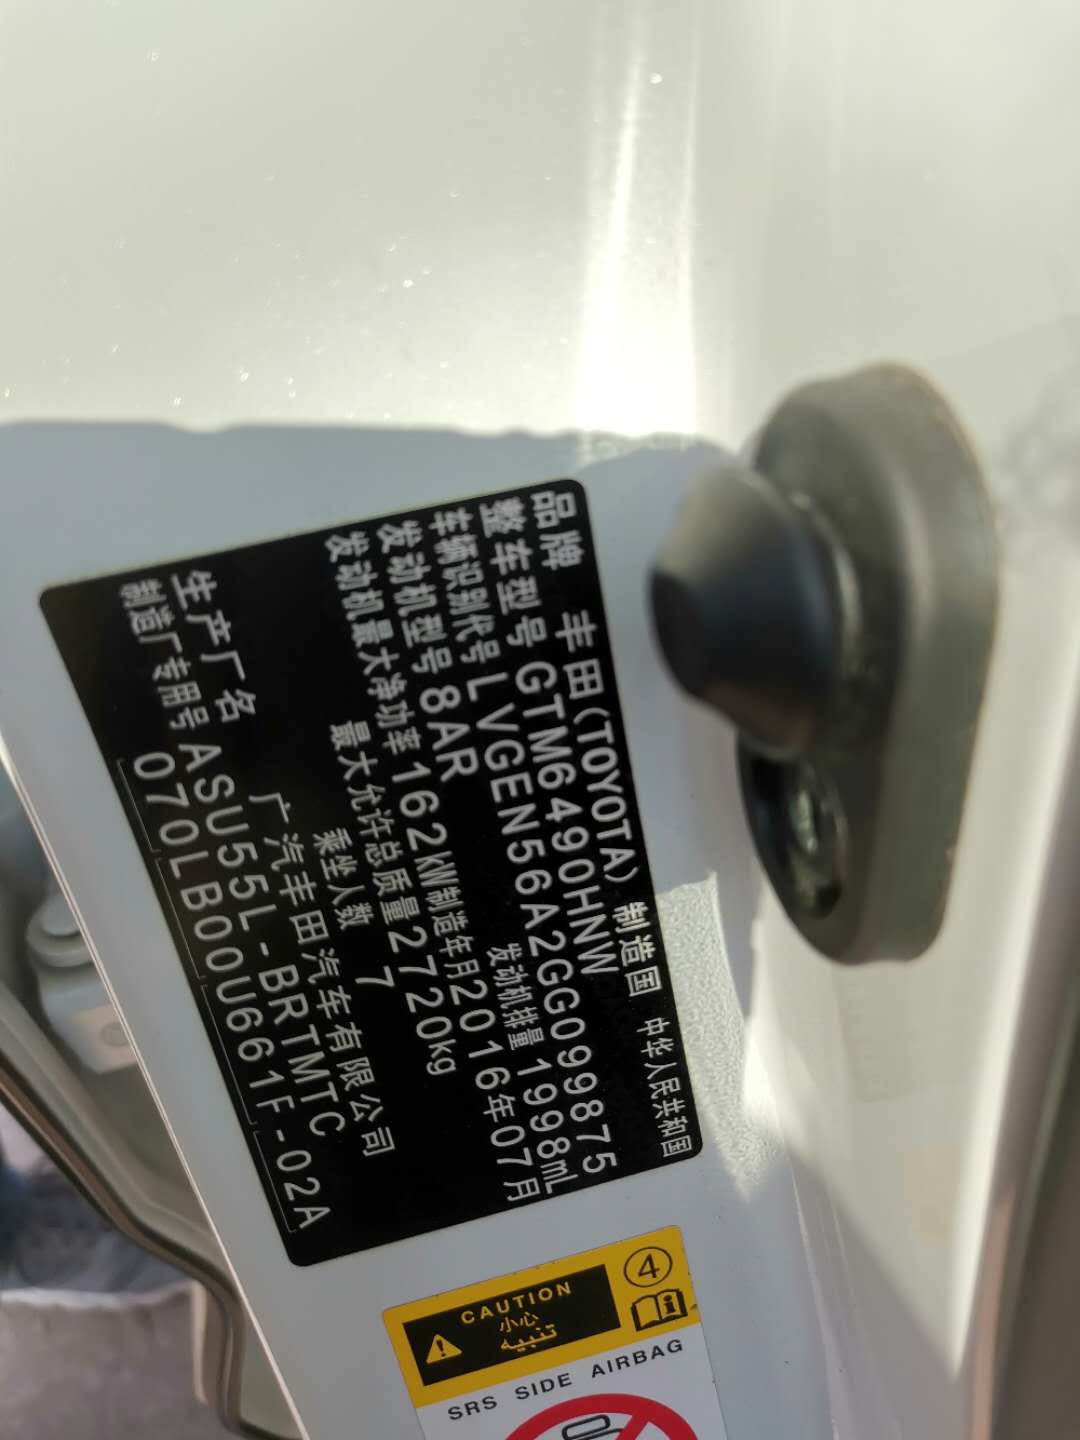 品牌 丰田(TOYOTA) 制造国 中华人民共和国
整车型号 GTM6490HNW
车辆识别代号 LVGEN56A2GG099875
发动机型号 8AR 发动机排量 1998mL
发动机最大净功率 162kW 制造年月 2016年07月
最大允许总质量 2720kg
乘坐人数 7
生产厂名 广汽丰田汽车有限公司
制造厂专用号 ASU55L-BRTMTC
070LB00U661F-02A
CAUTION
小心
تنبيه
4
i
SRS SIDE AIRBAG